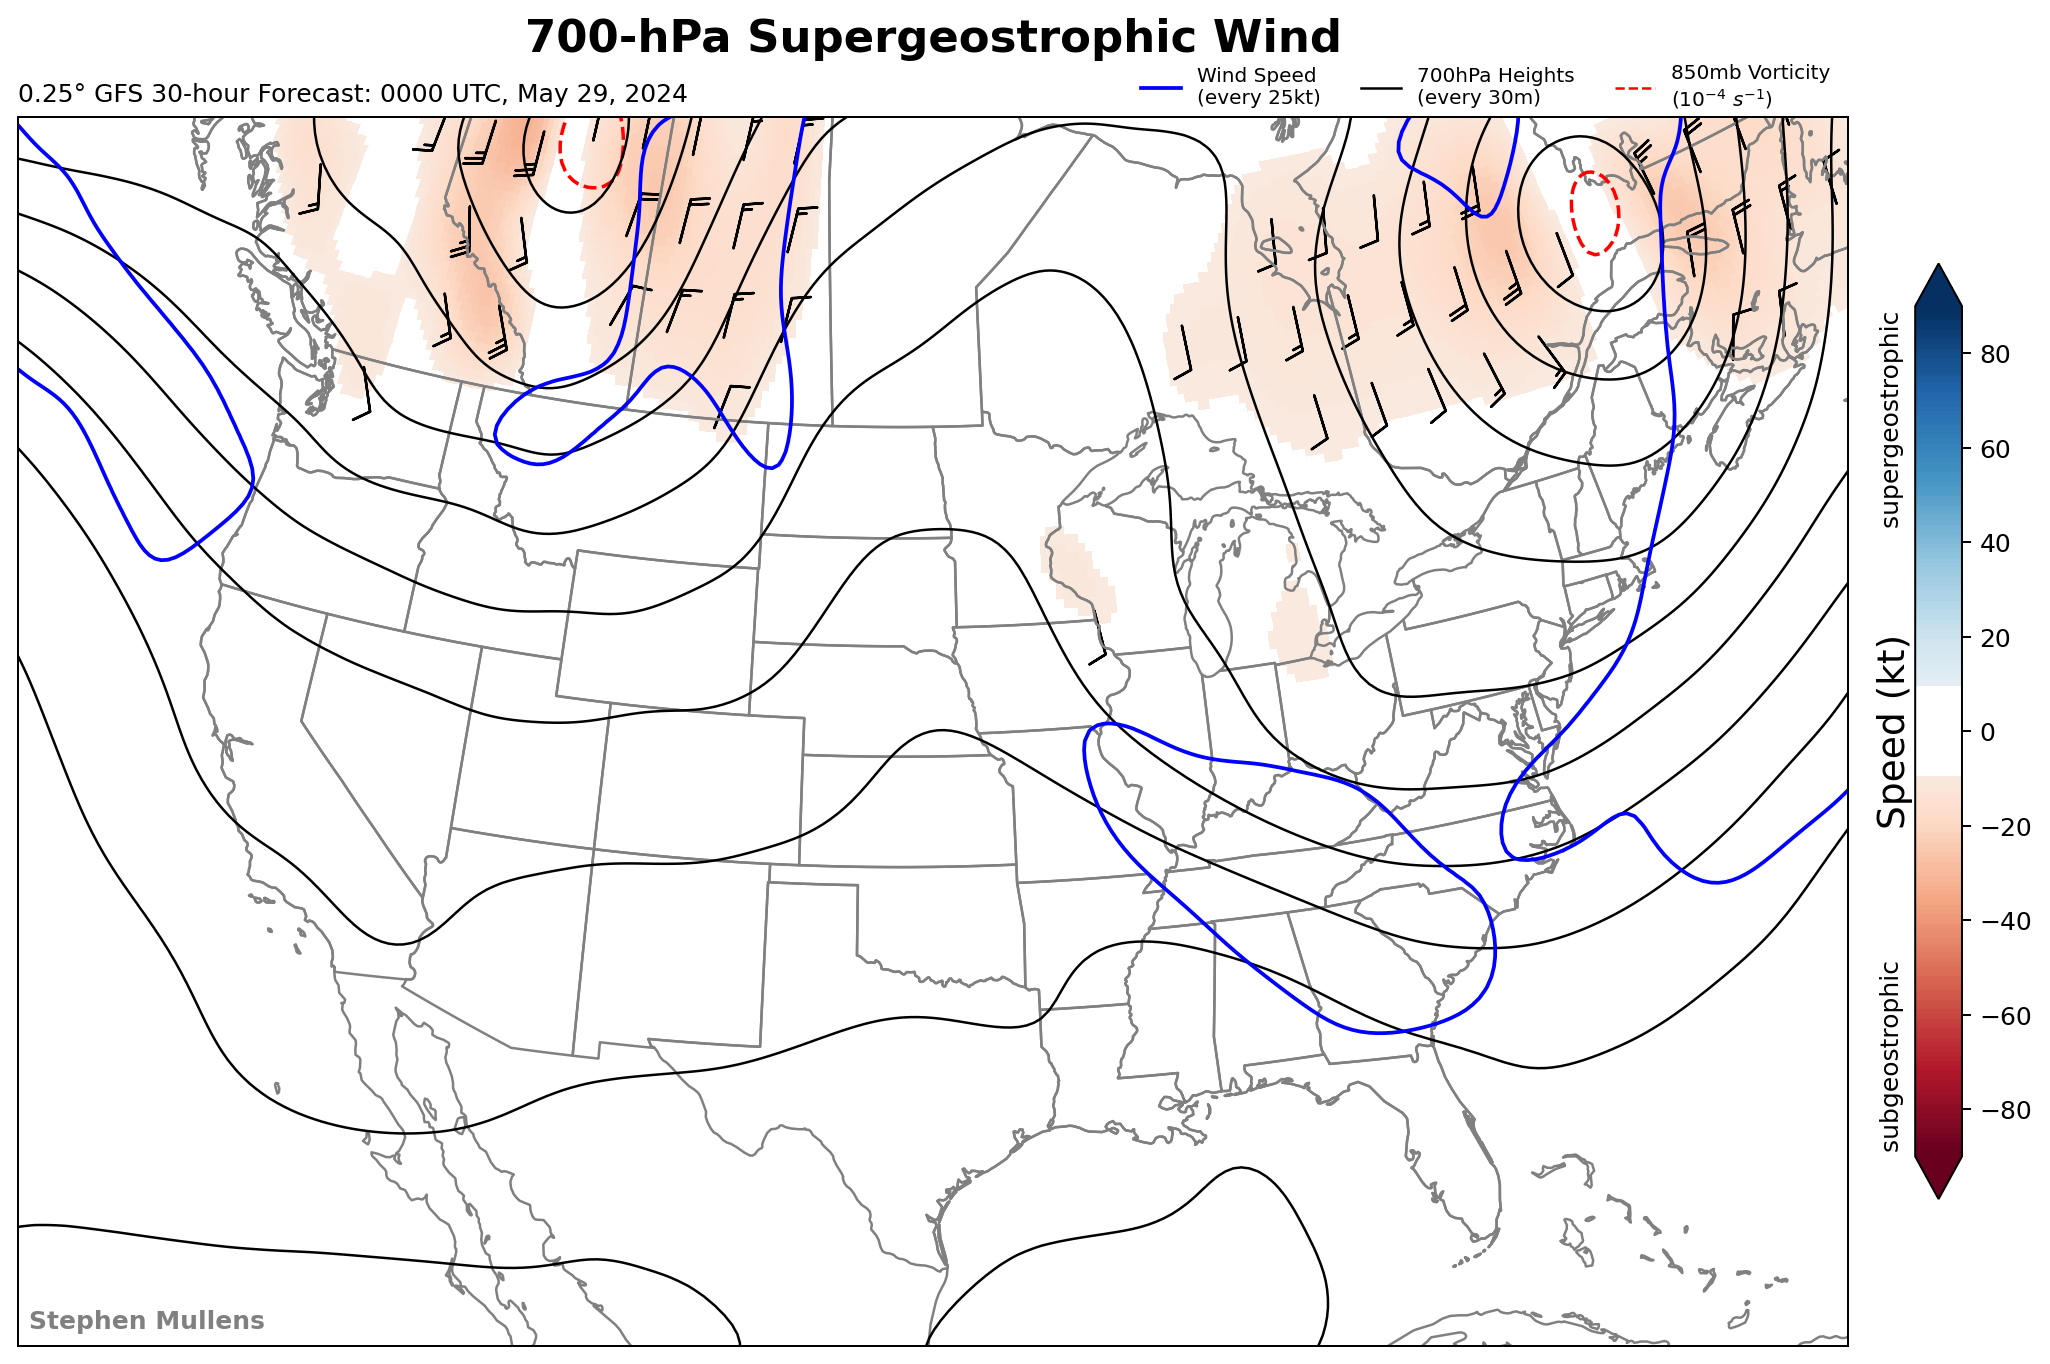 700-hPa Supergeostrophic Wind
0.25° GFS 30-hour Forecast: 0000 UTC, May 29, 2024
Wind Speed
(every 25kt)
700hPa Heights
(every 30m)
850mb Vorticity
(10⁻⁴ s⁻¹)
supergeostrophic
Speed (kt)
subgeostrophic
80
60
40
20
0
−20
−40
−60
−80
Stephen Mullens